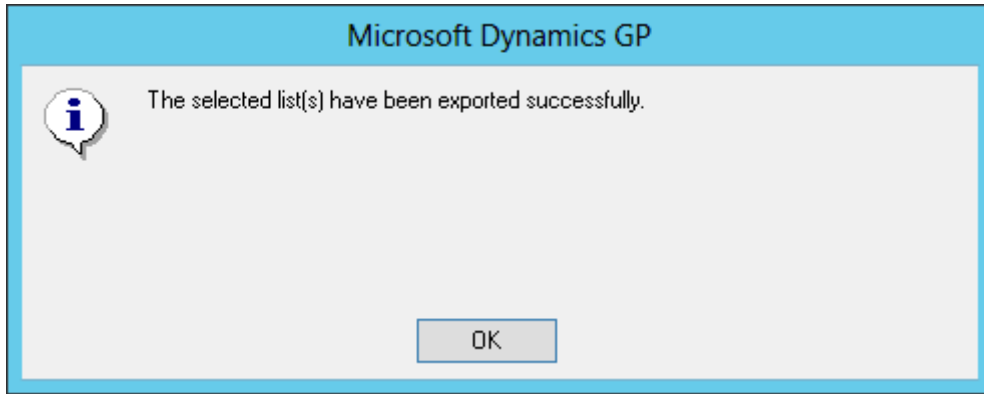 Microsoft Dynamics GP
The selected list(s) have been exported successfully.
OK